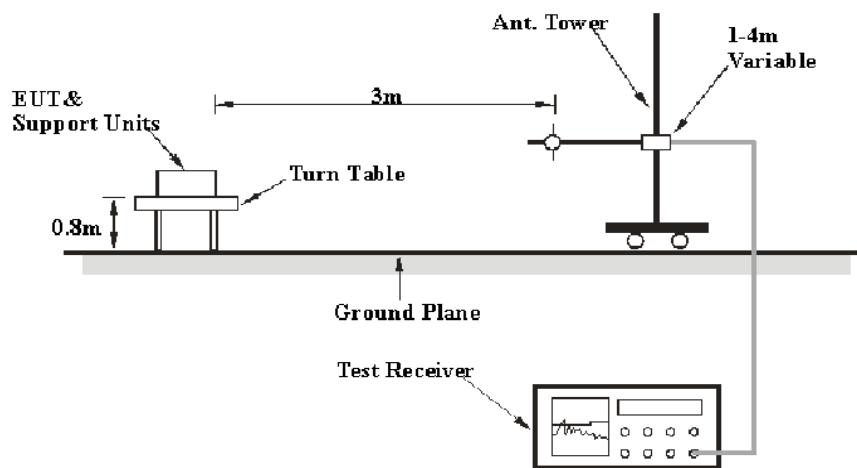 Ant. Tower
1-4m
Variable
3m
EUT&
Support Units
Turn Table
0.8m
Ground Plane
Test Receiver